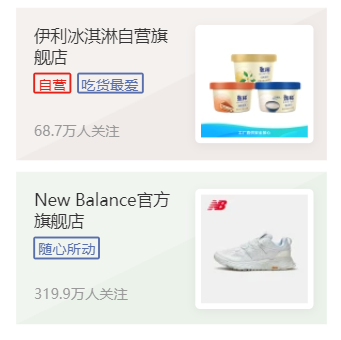 伊利冰淇淋自营旗
舰店
自营 吃货最爱
68.7万人关注
New Balance官方
旗舰店
随心所动
319.9万人关注
NB